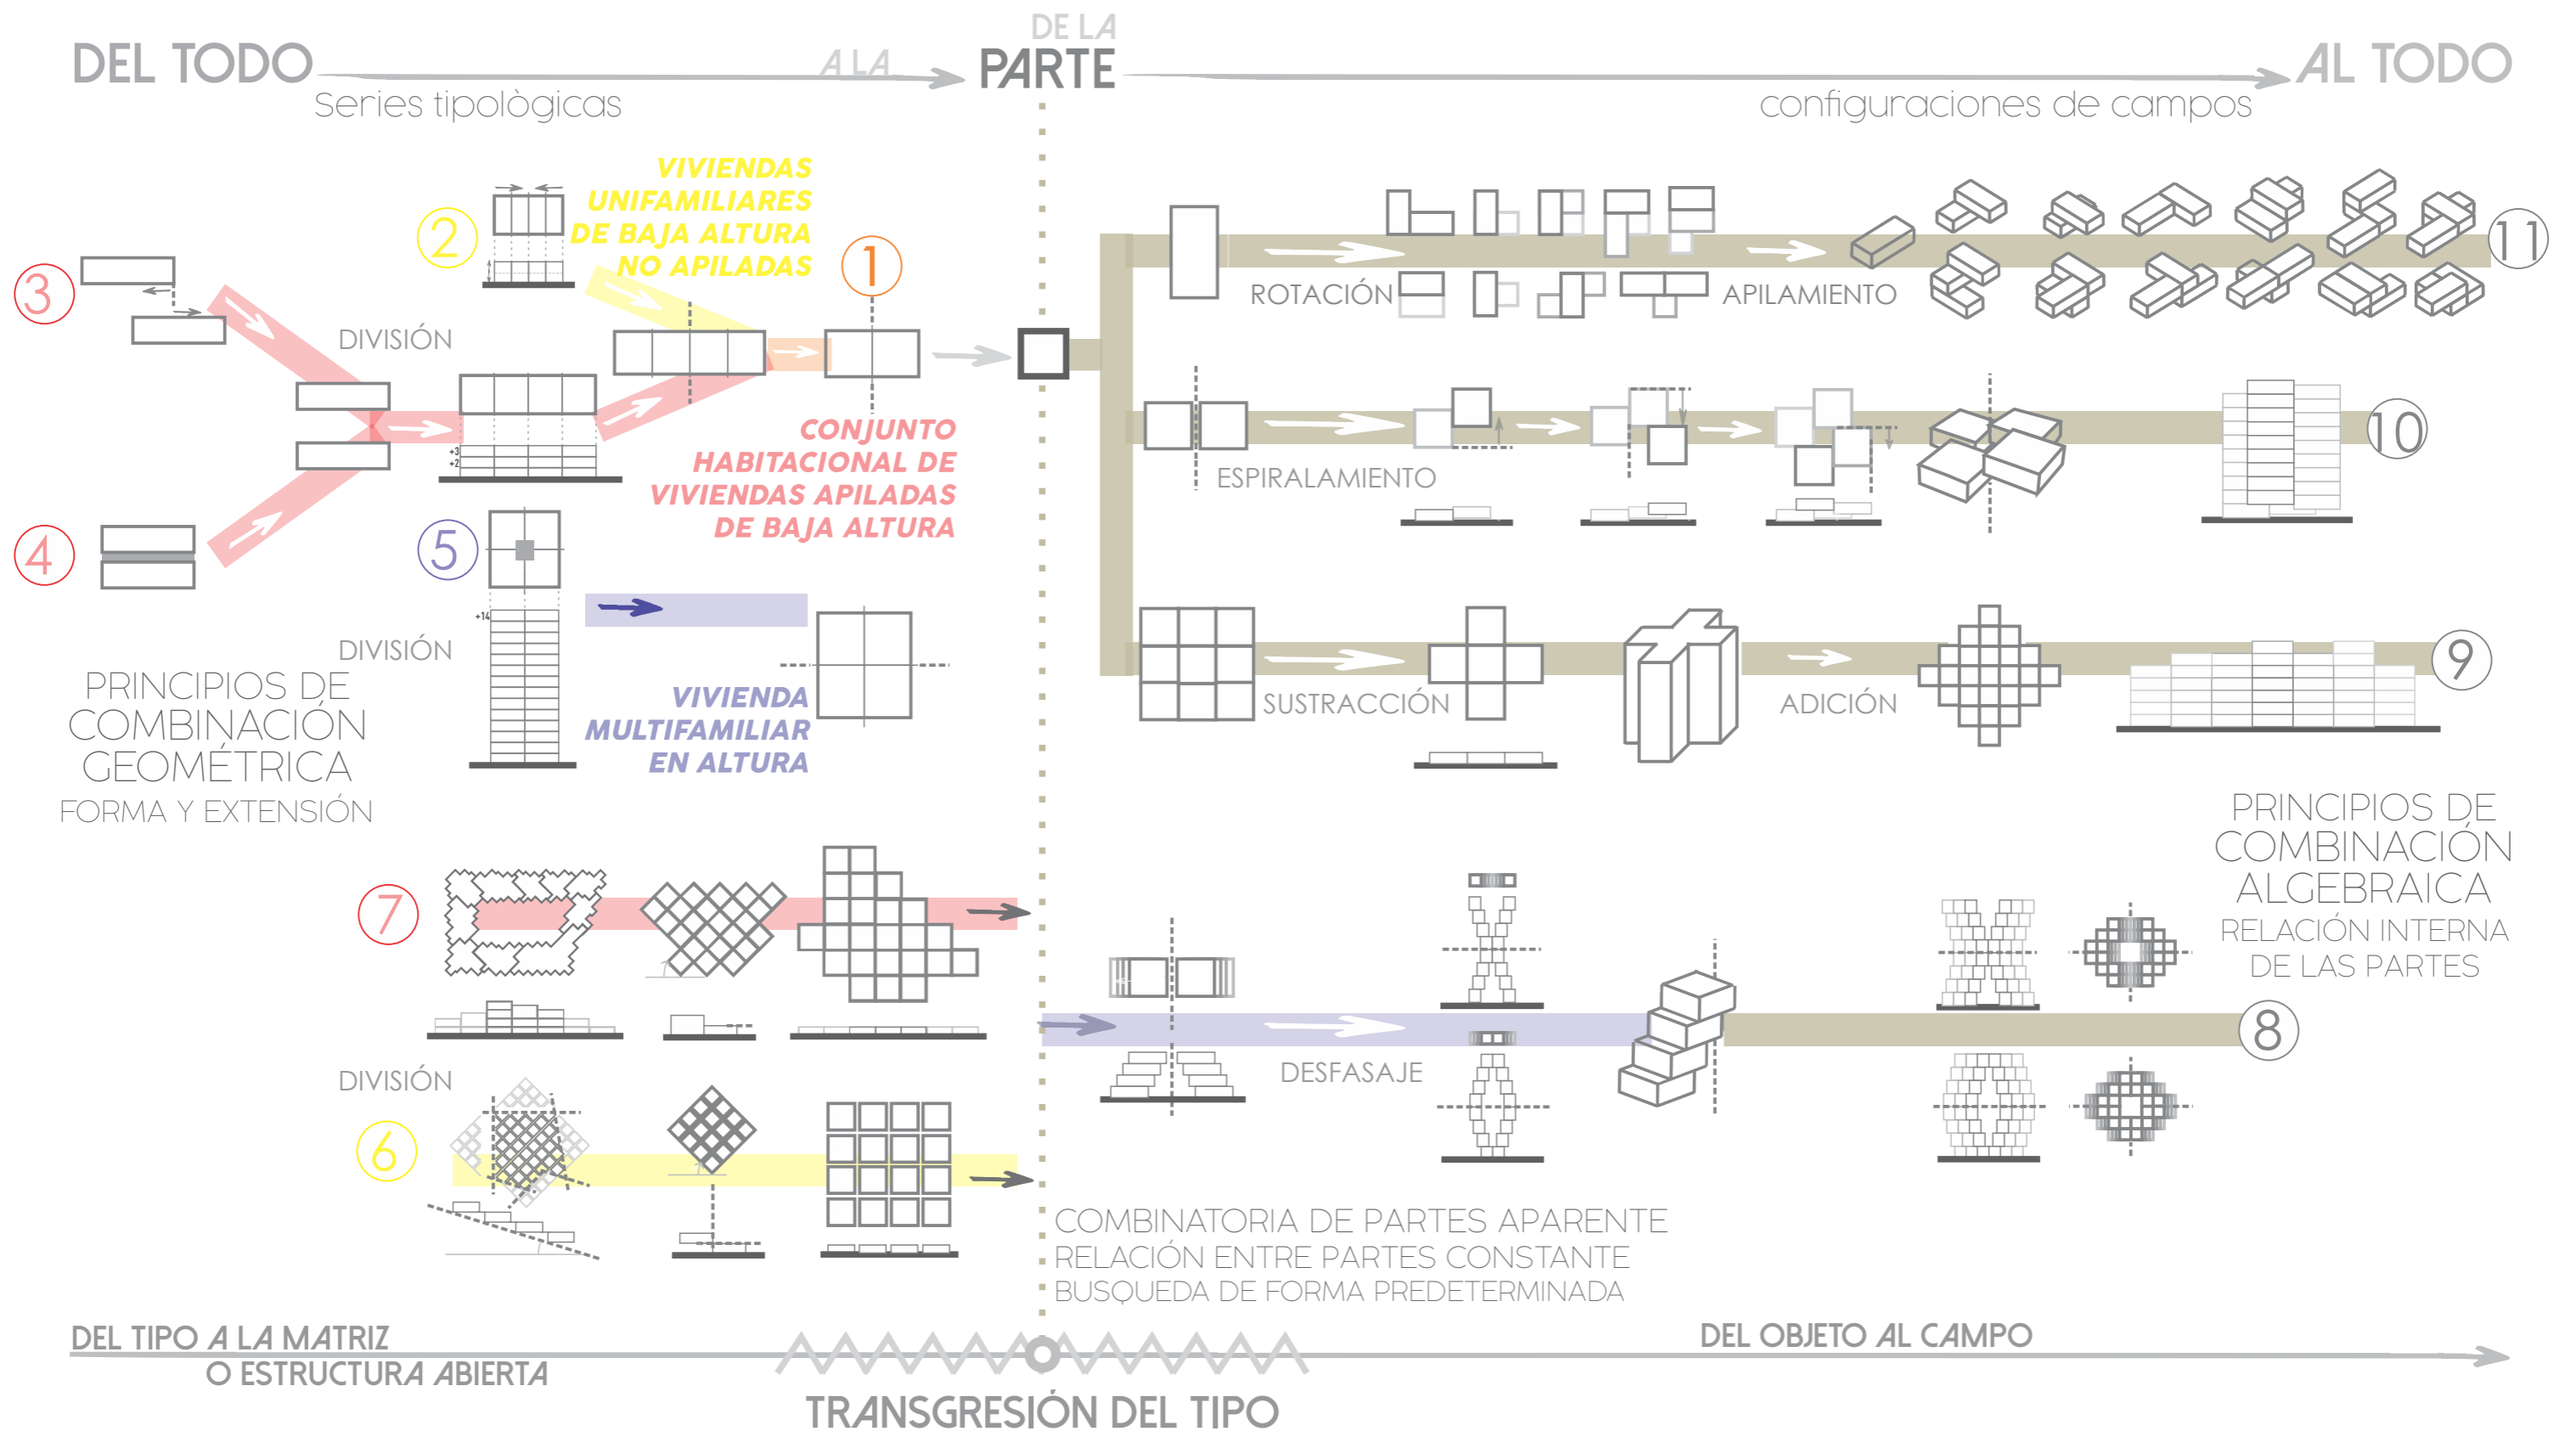 DE LA
DEL TODO
A LA
PARTE
AL TODO
Series tipològicas
configuraciones de campos
VIVIENDAS
UNIFAMILIARES
DE BAJA ALTURA
NO APILADAS
2
1
3
DIVISIÓN
+3
+2
CONJUNTO
HABITACIONAL DE
VIVIENDAS APILADAS
DE BAJA ALTURA
4
5
+14
DIVISIÓN
VIVIENDA
MULTIFAMILIAR
EN ALTURA
PRINCIPIOS DE
COMBINACIÓN
GEOMÉTRICA
FORMA Y EXTENSIÓN
7
DIVISIÓN
6
ROTACIÓN
APILAMIENTO
11
ESPIRALAMIENTO
10
SUSTRACCIÓN
ADICIÓN
9
PRINCIPIOS DE
COMBINACIÓN
ALGEBRAICA
RELACIÓN INTERNA
DE LAS PARTES
DESFASAJE
8
COMBINATORIA DE PARTES APARENTE
RELACIÓN ENTRE PARTES CONSTANTE
BUSQUEDA DE FORMA PREDETERMINADA
DEL TIPO A LA MATRIZ
O ESTRUCTURA ABIERTA
DEL OBJETO AL CAMPO
TRANSGRESIÓN DEL TIPO